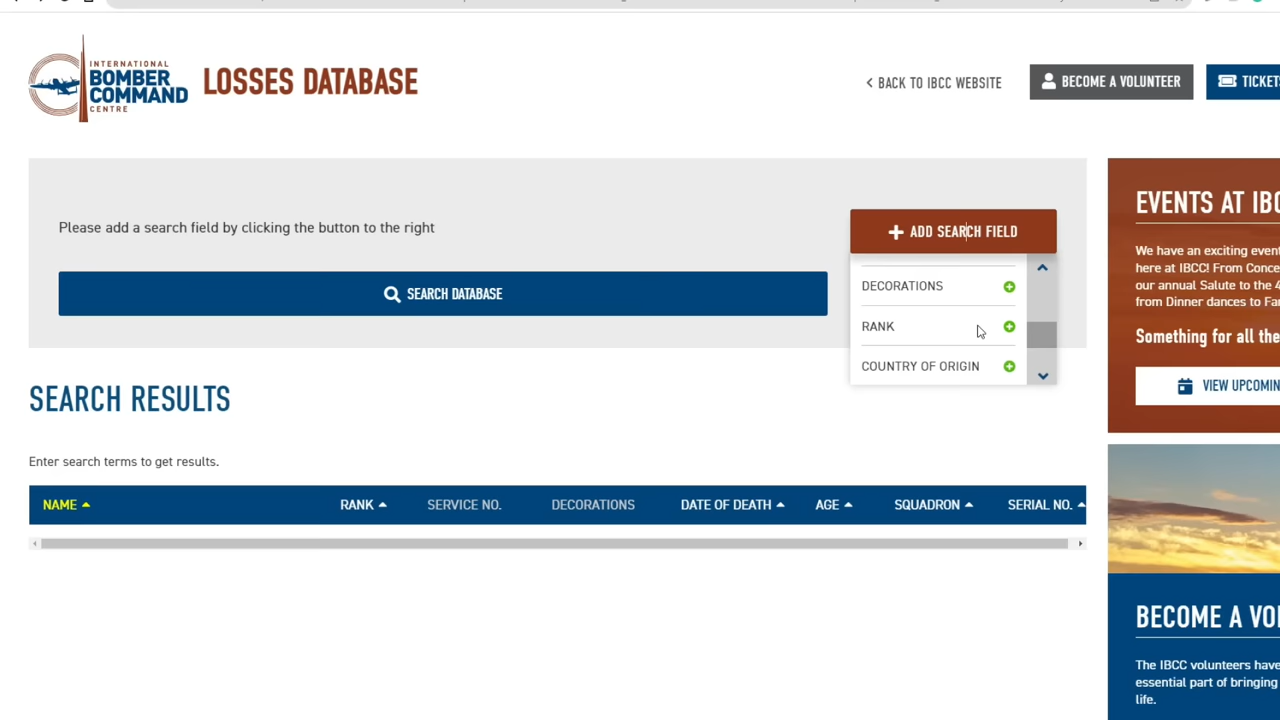 INTERNATIONAL
BOMBER
COMMAND
CENTRE
LOSSES DATABASE
BACK TO IBCC WEBSITE
BECOME A VOLUNTEER
TICKETS
Please add a search field by clicking the button to the right
ADD SEARCH FIELD
SEARCH DATABASE
DECORATIONS
RANK
COUNTRY OF ORIGIN
SEARCH RESULTS
Enter search terms to get results.
NAME RANK SERVICE NO. DECORATIONS DATE OF DEATH AGE SQUADRON SERIAL NO.
EVENTS AT IBC
We have an exciting event
here at IBCC! From Conce
our annual Salute to the 4
from Dinner dances to Fa
Something for all the
VIEW UPCOMIN
BECOME A VO
The IBCC volunteers have
essential part of bringing
life.